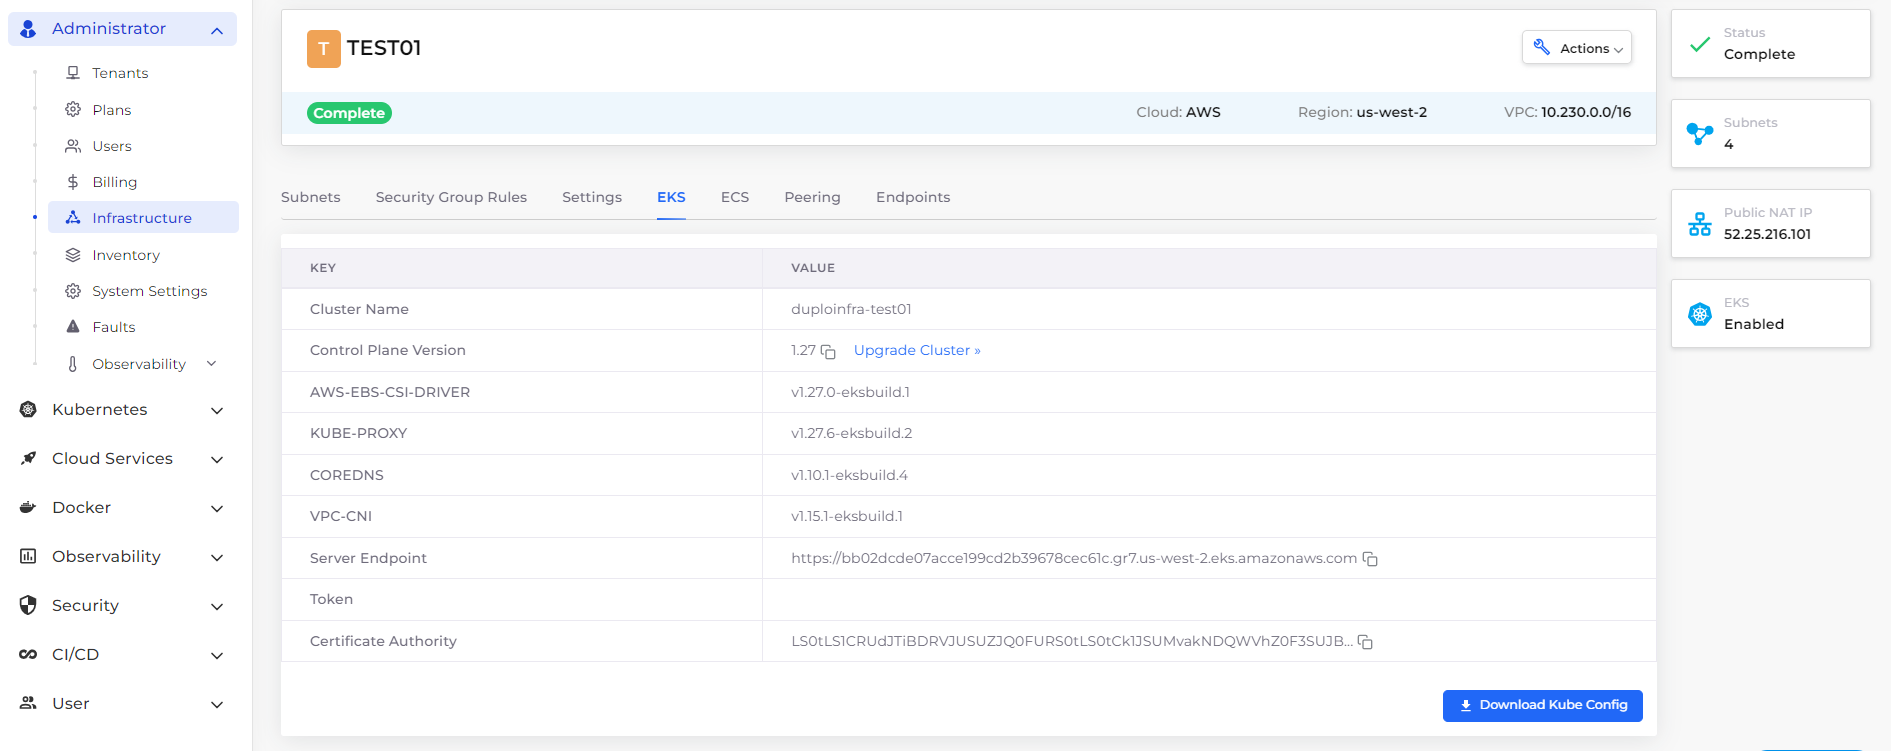 Administrator
Tenants
Plans
Users
Billing
Infrastructure
Inventory
System Settings
Faults
Observability
Kubernetes
Cloud Services
Docker
Observability
Security
CI/CD
User
T TEST01
Actions
Complete
Cloud: AWS
Region: us-west-2
VPC: 10.230.0.0/16
Subnets Security Group Rules Settings EKS ECS Peering Endpoints
KEY VALUE
Cluster Name duploinfra-test01
Control Plane Version 1.27 Upgrade Cluster »
AWS-EBS-CSI-DRIVER v1.27.0-eksbuild.1
KUBE-PROXY v1.27.6-eksbuild.2
COREDNS v1.10.1-eksbuild.4
VPC-CNI v1.15.1-eksbuild.1
Server Endpoint https://bb02dcde07acce199cd2b39678cec61c.gr7.us-west-2.eks.amazonaws.com
Token
Certificate Authority LS0tLS1CRUdJTiBDRVJUSUZJQ0FURS0tLS0tCk1JSUMvakNDQWVhZ0F3SUJB...
Download Kube Config
Status
Complete
Subnets
4
Public NAT IP
52.25.216.101
EKS
Enabled